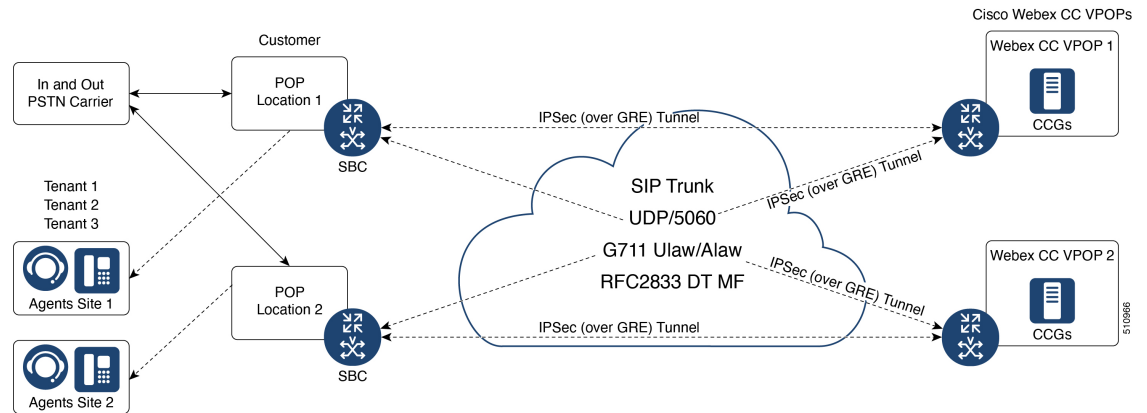 Cisco Webex CC VPOPs
Customer
Webex CC VPOP 1
In and Out
PSTN Carrier
POP
Location 1
CCGs
IPSec (over GRE) Tunnel
SBC
IPSec (over GRE) Tunnel
SIP Trunk
UDP/5060
G711 Ulaw/Alaw
RFC2833 DT MF
Tenant 1
Tenant 2
Tenant 3
Agents Site 1
POP
Location 2
IPSec (over GRE) Tunnel
Webex CC VPOP 2
CCGs
IPSec (over GRE) Tunnel
SBC
Agents Site 2
510966